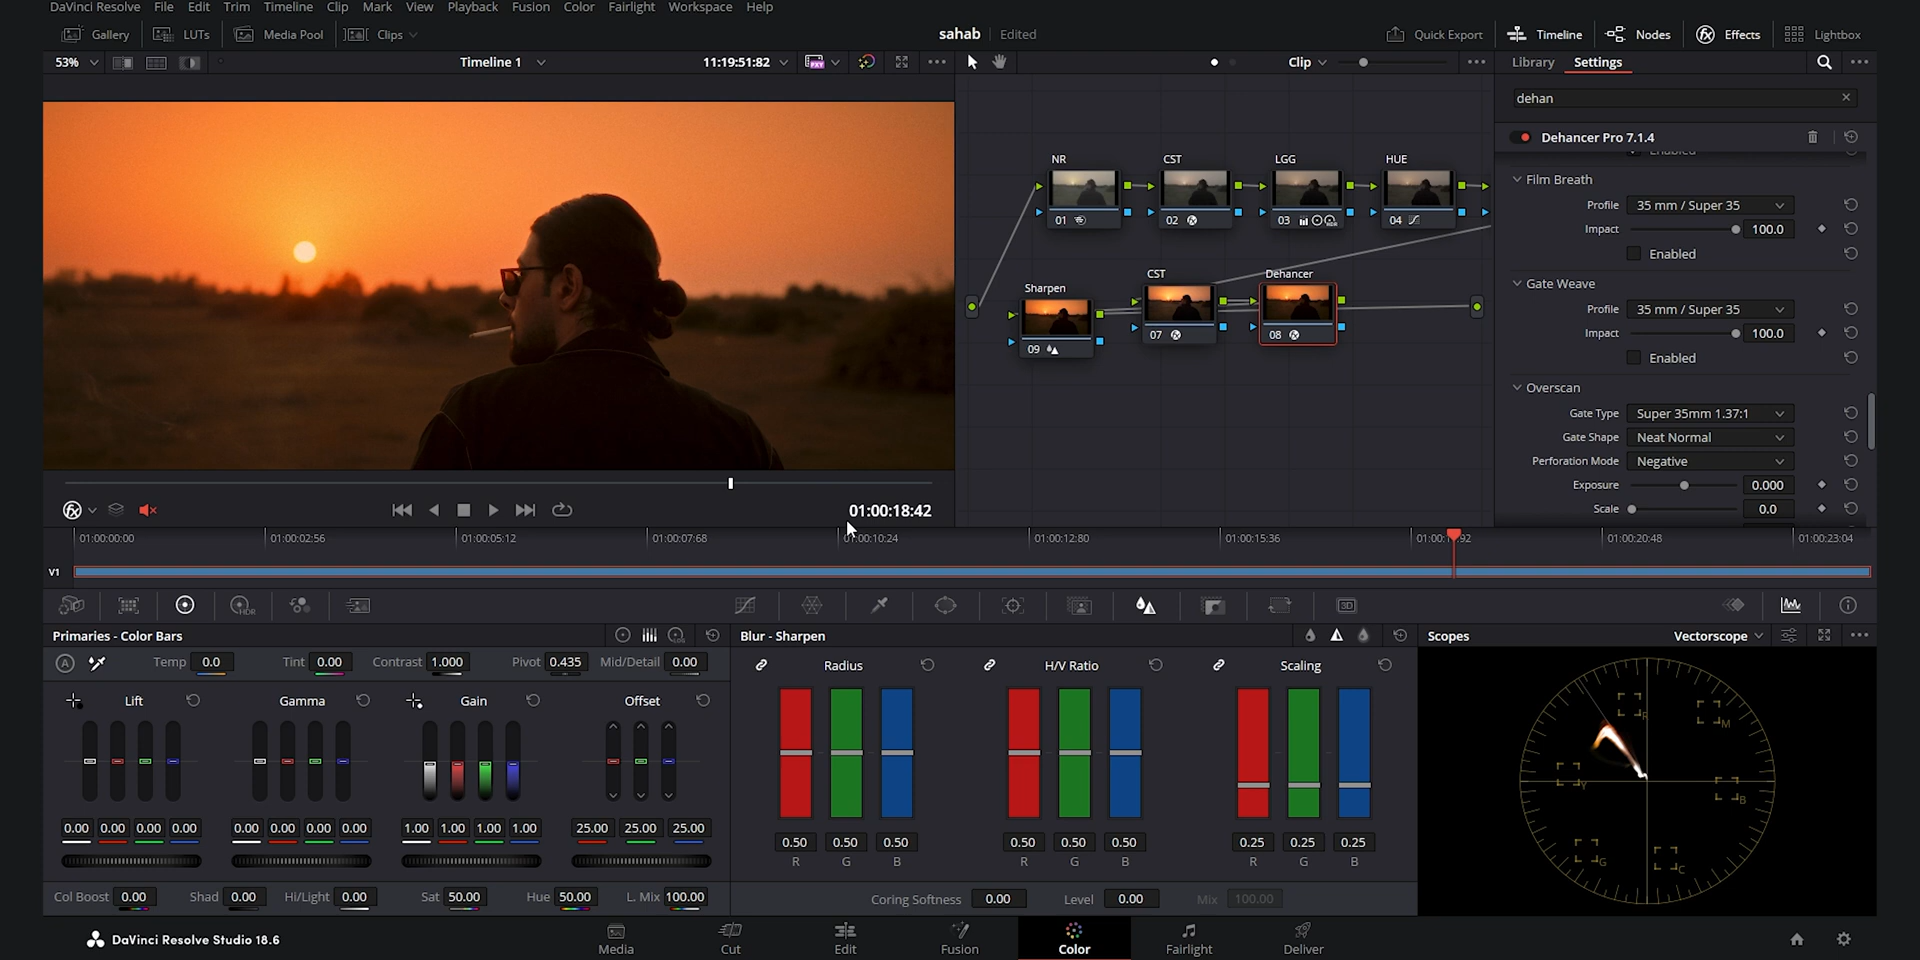 DaVinci Resolve File Edit Trim Timeline Clip Mark View Playback Fusion Color Fairlight Workspace Help
Gallery LUTs Media Pool Clips sahab Edited Quick Export Timeline Nodes Effects Lightbox
53% Timeline 1 11:19:51:82 Clip Library Settings
dehan
Dehancer Pro 7.1.4
Enabled
NR CST LGG HUE
01 02 03 04
Sharpen CST Dehancer
09 07 08
Film Breath
Profile 35 mm / Super 35
Impact 100.0
Enabled
Gate Weave
Profile 35 mm / Super 35
Impact 100.0
Enabled
Overscan
Gate Type Super 35mm 1.37:1
Gate Shape Neat Normal
Perforation Mode Negative
Exposure 0.000
Scale 0.0
01:00:18:42
01:00:00:00 01:00:02:56 01:00:05:12 01:00:07:68 01:00:10:24 01:00:12:80 01:00:15:36 01:00:20:48 01:00:23:04
V1
HDR 3D
Primaries - Color Bars LOG Blur - Sharpen Scopes Vectorscope
A Temp 0.0 Tint 0.00 Contrast 1.000 Pivot 0.435 Mid/Detail 0.00
Lift Gamma Gain Offset
0.00 0.00 0.00 0.00 0.00 0.00 0.00 0.00 1.00 1.00 1.00 1.00 25.00 25.00 25.00
Col Boost 0.00 Shad 0.00 Hi/Light 0.00 Sat 50.00 Hue 50.00 L. Mix 100.00
Radius H/V Ratio Scaling
0.50 0.50 0.50 0.50 0.50 0.50 0.25 0.25 0.25
R G B R G B R G B
Coring Softness 0.00 Level 0.00 Mix 100.00
R M Y B G C
DaVinci Resolve Studio 18.6 Media Cut Edit Fusion Color Fairlight Deliver